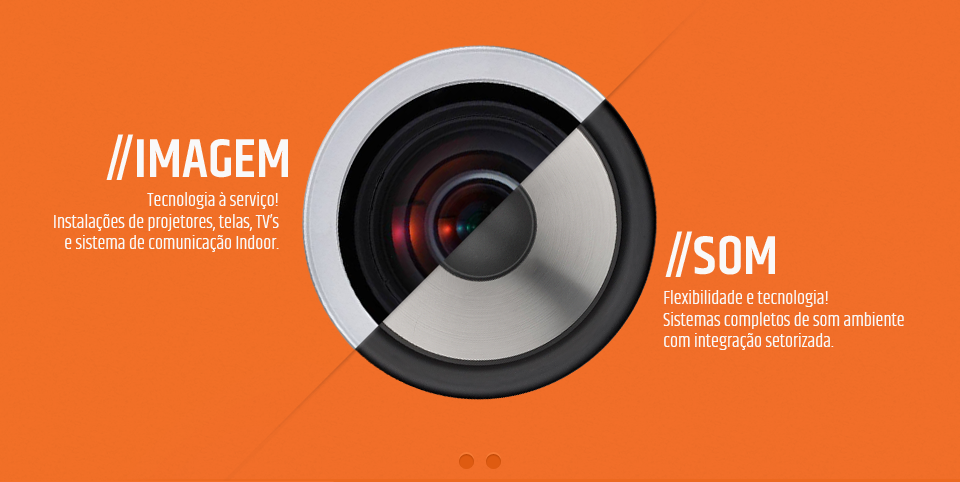 //IMAGEM
Tecnologia à serviço!
Instalações de projetores, telas, TV's
e sistema de comunicação Indoor.
//SOM
Flexibilidade e tecnologia!
Sistemas completos de som ambiente
com integração setorizada.